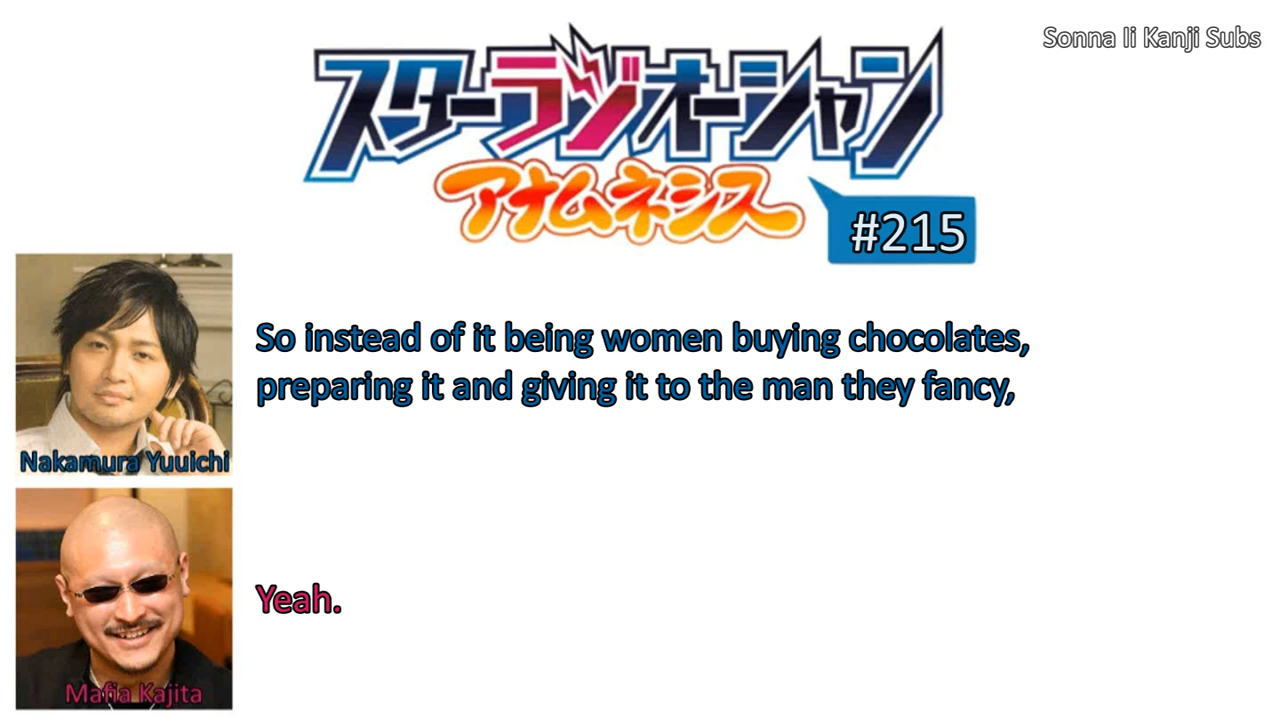 Sonna Ii Kanji Subs
スターラジオーシャン
アナムネシス
#215
So instead of it being women buying chocolates,
preparing it and giving it to the man they fancy,
Nakamura Yuuichi
Yeah.
Mafia Kajita